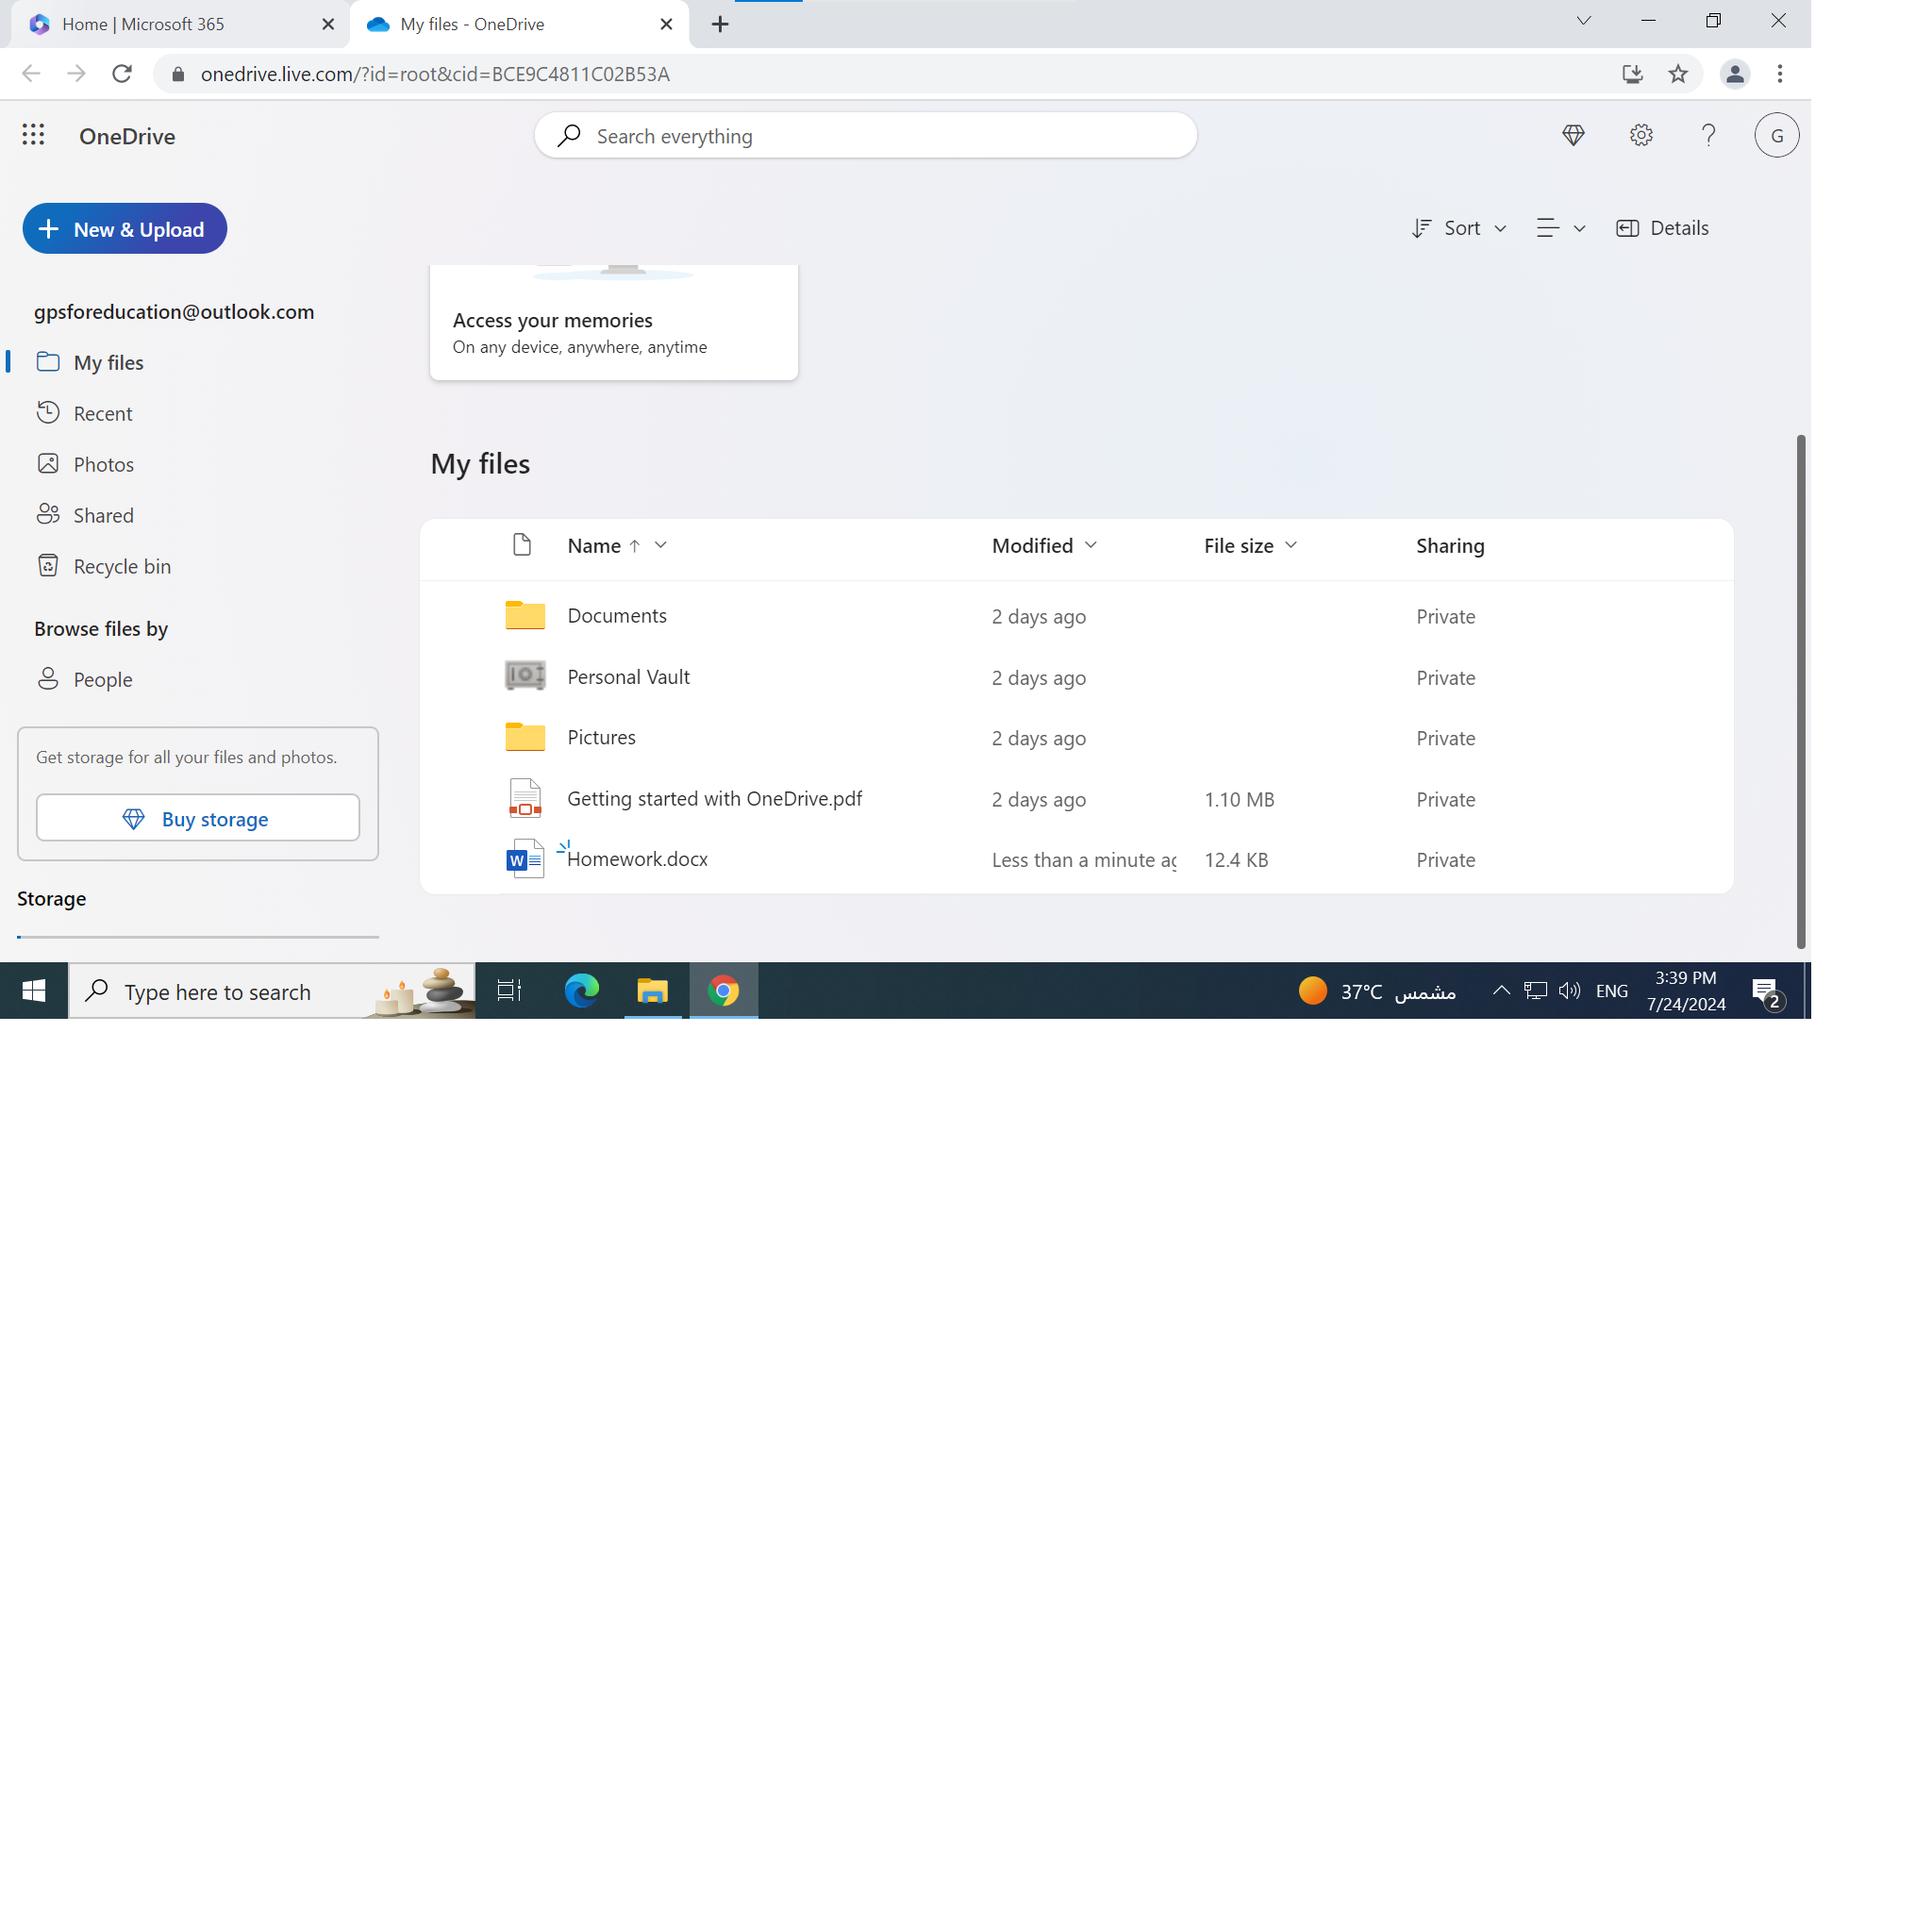 Home | Microsoft 365
My files - OneDrive
onedrive.live.com/?id=root&cid=BCE9C4811C02B53A
OneDrive
Search everything
G
New & Upload
Sort
Details
gpsforeducation@outlook.com
My files
Recent
Photos
Shared
Recycle bin
Browse files by
People
Get storage for all your files and photos.
Buy storage
Storage
Access your memories
On any device, anywhere, anytime
My files
Name Modified File size Sharing
Documents 2 days ago Private
Personal Vault 2 days ago Private
Pictures 2 days ago Private
Getting started with OneDrive.pdf 2 days ago 1.10 MB Private
W Homework.docx Less than a minute ag 12.4 KB Private
Type here to search
37°C مشمس
ENG
3:39 PM
7/24/2024
2